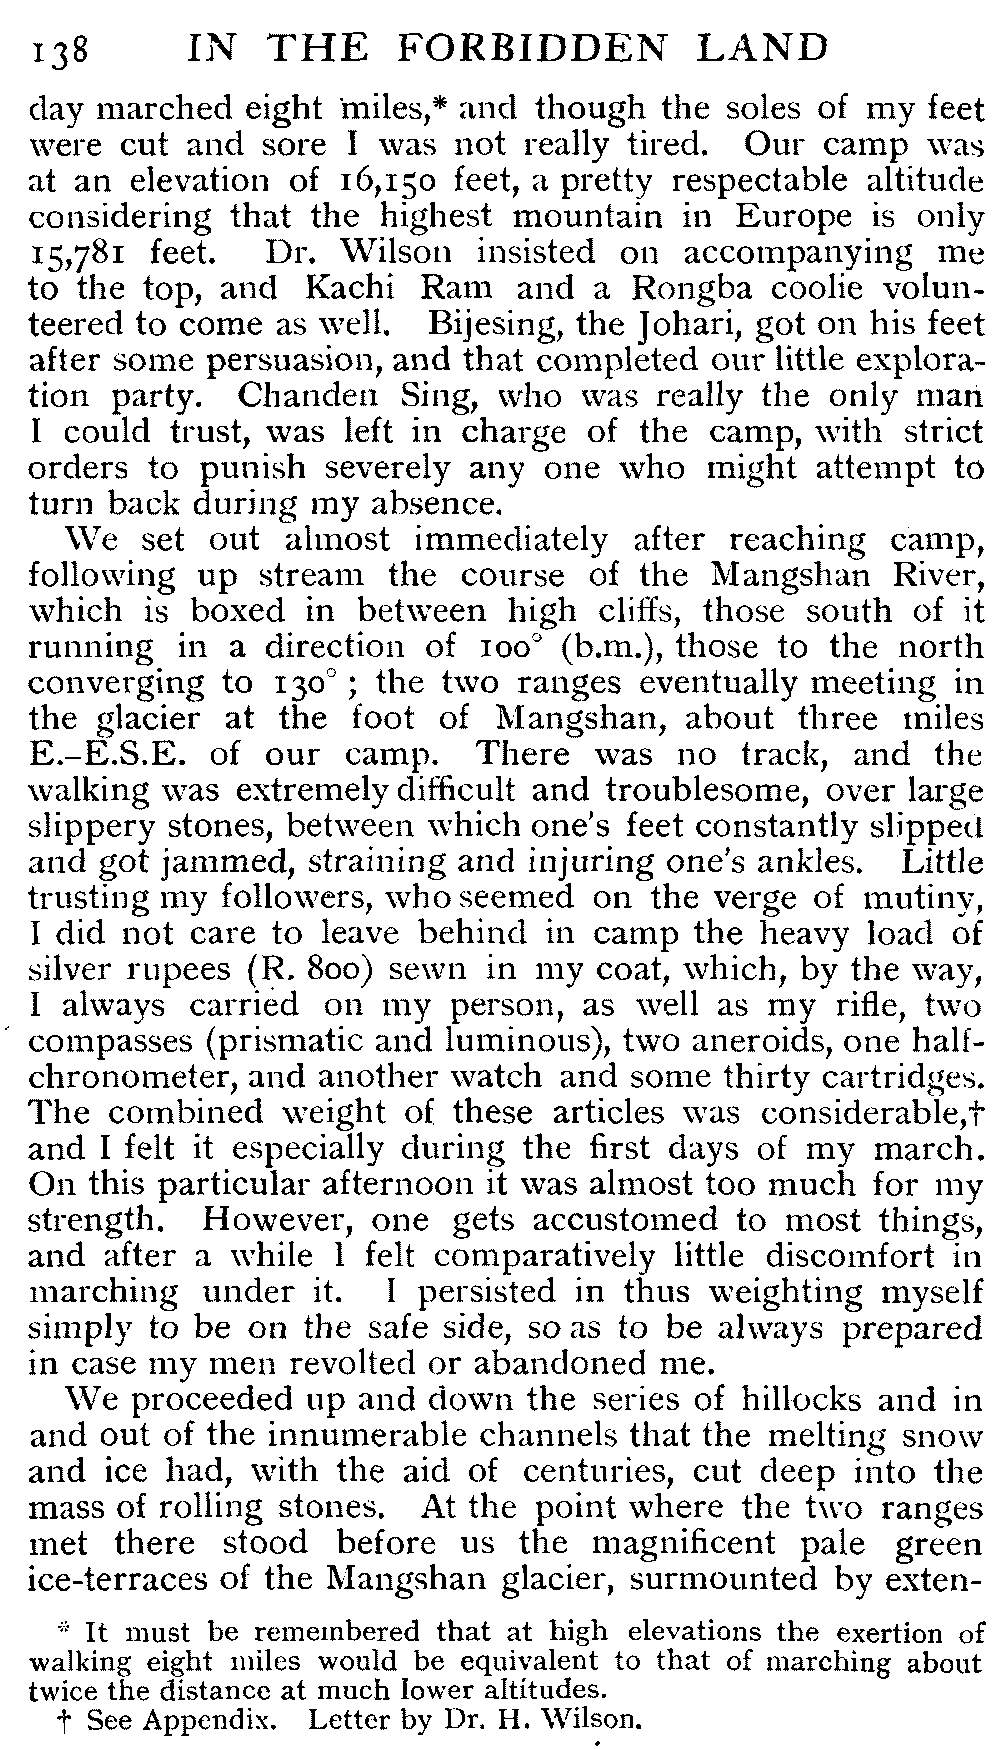 138 IN THE FORBIDDEN LAND
day marched eight miles,* and though the soles of my feet
were cut and sore I was not really tired. Our camp was
at an elevation of 16,150 feet, a pretty respectable altitude
considering that the highest mountain in Europe is only
15,781 feet. Dr. Wilson insisted on accompanying me
to the top, and Kachi Ram and a Rongba coolie volun-
teered to come as well. Bijesing, the Johari, got on his feet
after some persuasion, and that completed our little explora-
tion party. Chanden Sing, who was really the only man
I could trust, was left in charge of the camp, with strict
orders to punish severely any one who might attempt to
turn back during my absence.
We set out almost immediately after reaching camp,
following up stream the course of the Mangshan River,
which is boxed in between high cliffs, those south of it
running in a direction of 100° (b.m.), those to the north
converging to 130°; the two ranges eventually meeting in
the glacier at the foot of Mangshan, about three miles
E.–E.S.E. of our camp. There was no track, and the
walking was extremely difficult and troublesome, over large
slippery stones, between which one's feet constantly slipped
and got jammed, straining and injuring one's ankles. Little
trusting my followers, who seemed on the verge of mutiny,
I did not care to leave behind in camp the heavy load of
silver rupees (R. 800) sewn in my coat, which, by the way,
I always carried on my person, as well as my rifle, two
compasses (prismatic and luminous), two aneroids, one half-
chronometer, and another watch and some thirty cartridges.
The combined weight of these articles was considerable,†
and I felt it especially during the first days of my march.
On this particular afternoon it was almost too much for my
strength. However, one gets accustomed to most things,
and after a while I felt comparatively little discomfort in
marching under it. I persisted in thus weighting myself
simply to be on the safe side, so as to be always prepared
in case my men revolted or abandoned me.
We proceeded up and down the series of hillocks and in
and out of the innumerable channels that the melting snow
and ice had, with the aid of centuries, cut deep into the
mass of rolling stones. At the point where the two ranges
met there stood before us the magnificent pale green
ice-terraces of the Mangshan glacier, surmounted by exten-
* It must be remembered that at high elevations the exertion of
walking eight miles would be equivalent to that of marching about
twice the distance at much lower altitudes.
† See Appendix. Letter by Dr. H. Wilson.